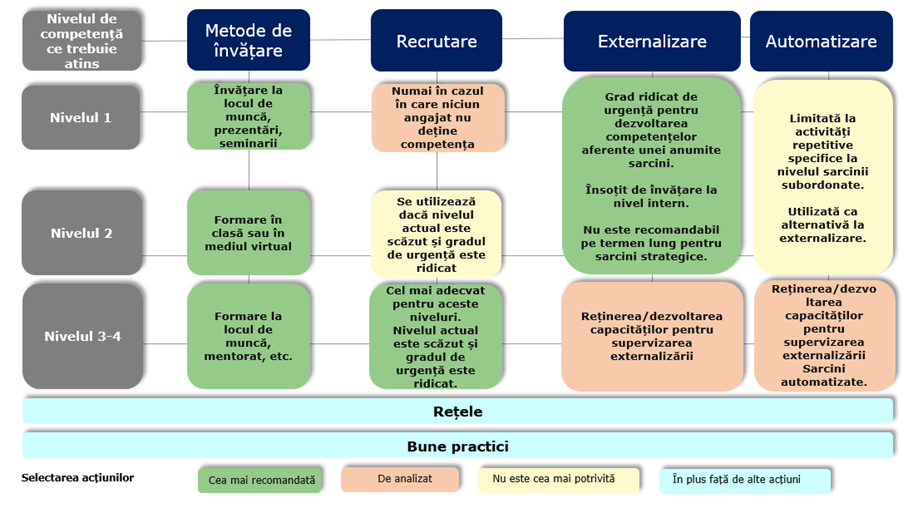 Nivelul de
competență
ce trebuie
atins
Metode de
învățare
Recrutare
Externalizare
Automatizare
Nivelul 1
Învățare la
locul de
muncă,
prezentări,
seminarii
Numai în cazul
în care niciun
angajat nu
deține
competența
Grad ridicat de
urgență pentru
dezvoltarea
competențelor
aferente unei anumite
sarcini.
Însoțit de învățare la
nivel intern.
Nu este recomandabil
pe termen lung pentru
sarcini strategice.
Limitată la
activități
repetitive
specifice la
nivelul sarcinii
subordonate.
Utilizată ca
alternativă la
externalizare.
Nivelul 2
Formare în
clasă sau în
mediul virtual
Se utilizează
dacă nivelul
actual este
scăzut și gradul
de urgență este
ridicat
Nivelul 3-4
Formare la
locul de
muncă,
mentorat, etc.
Cel mai adecvat
pentru aceste
niveluri.
Nivelul actual
este scăzut și
gradul de
urgență este
ridicat.
Reținerea/dezvoltarea
capacităților pentru
supervizarea
externalizării
Reținerea/dezvo
ltarea
capacităților
pentru
supervizarea
externalizării
Sarcini
automatizate.
Rețele
Bune practici
Selectarea acțiunilor
Cea mai recomandată
De analizat
Nu este cea mai potrivită
În plus față de alte acțiuni